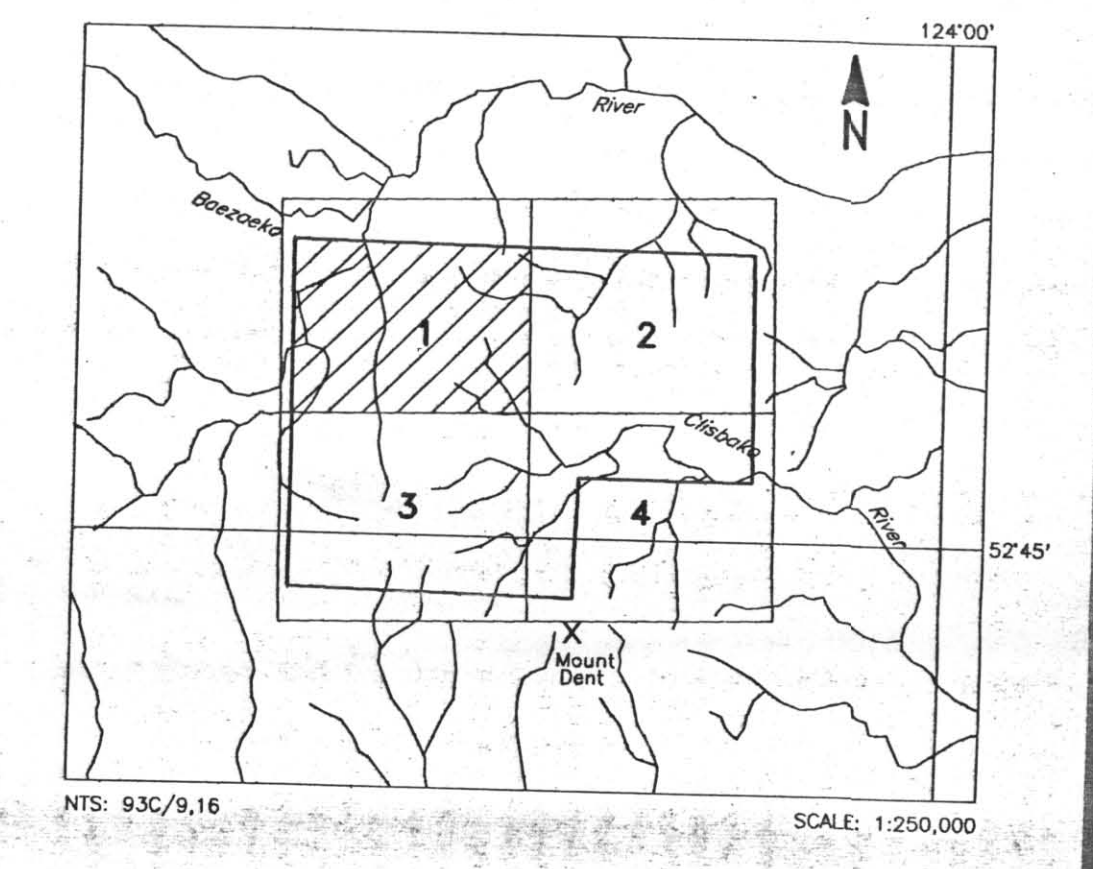 124°00'
River
N
Baezaeko
1
2
Clisbako
3
4
River
52°45'
X
Mount
Dent
NTS: 93C/9,16
SCALE: 1:250,000